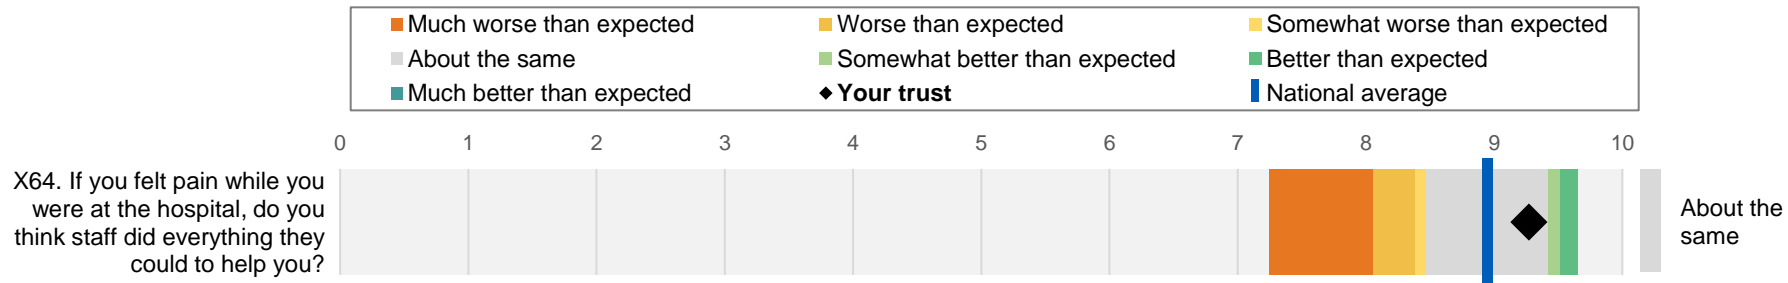 Much worse than expected
Worse than expected
Somewhat worse than expected
About the same
Somewhat better than expected
Better than expected
Much better than expected
Your trust
National average
0 1 2 3 4 5 6 7 8 9 10
X64. If you felt pain while you
were at the hospital, do you
think staff did everything they
could to help you?
About the
same